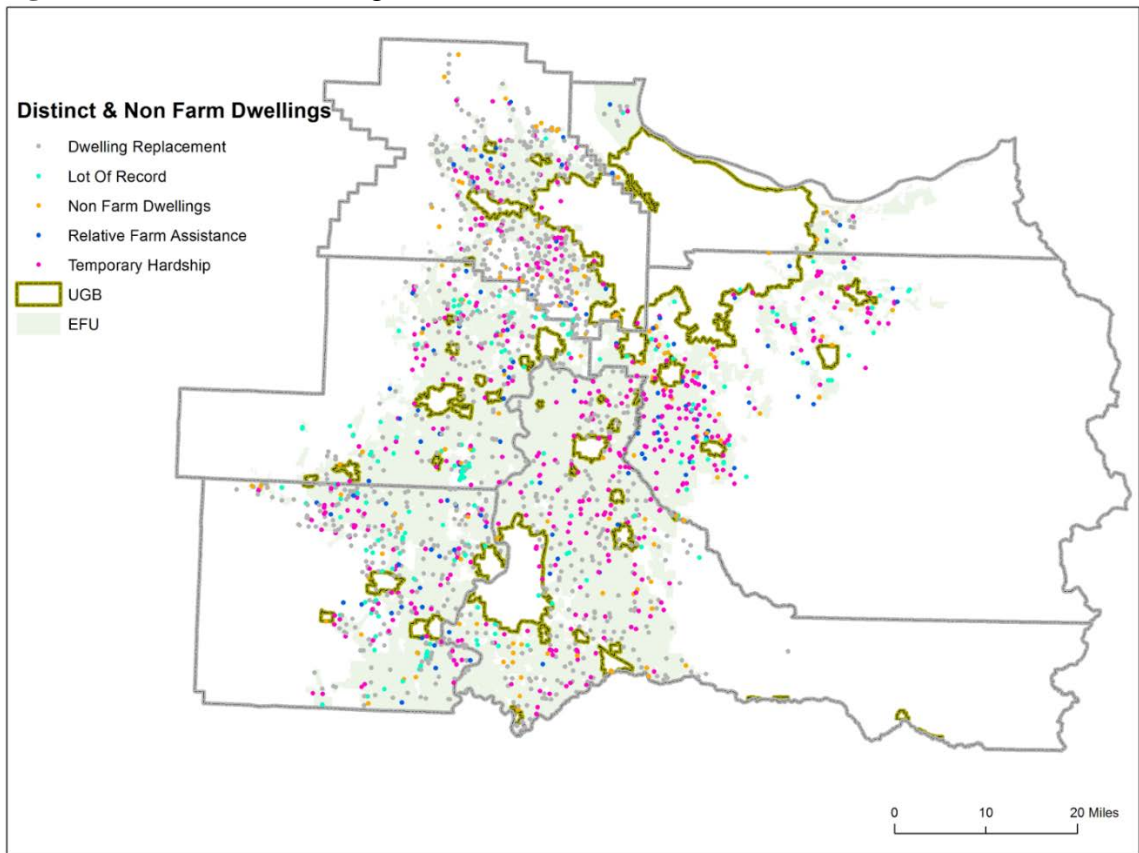 Distinct & Non Farm Dwellings
Dwelling Replacement
Lot Of Record
Non Farm Dwellings
Relative Farm Assistance
Temporary Hardship
UGB
EFU
0 10 20 Miles